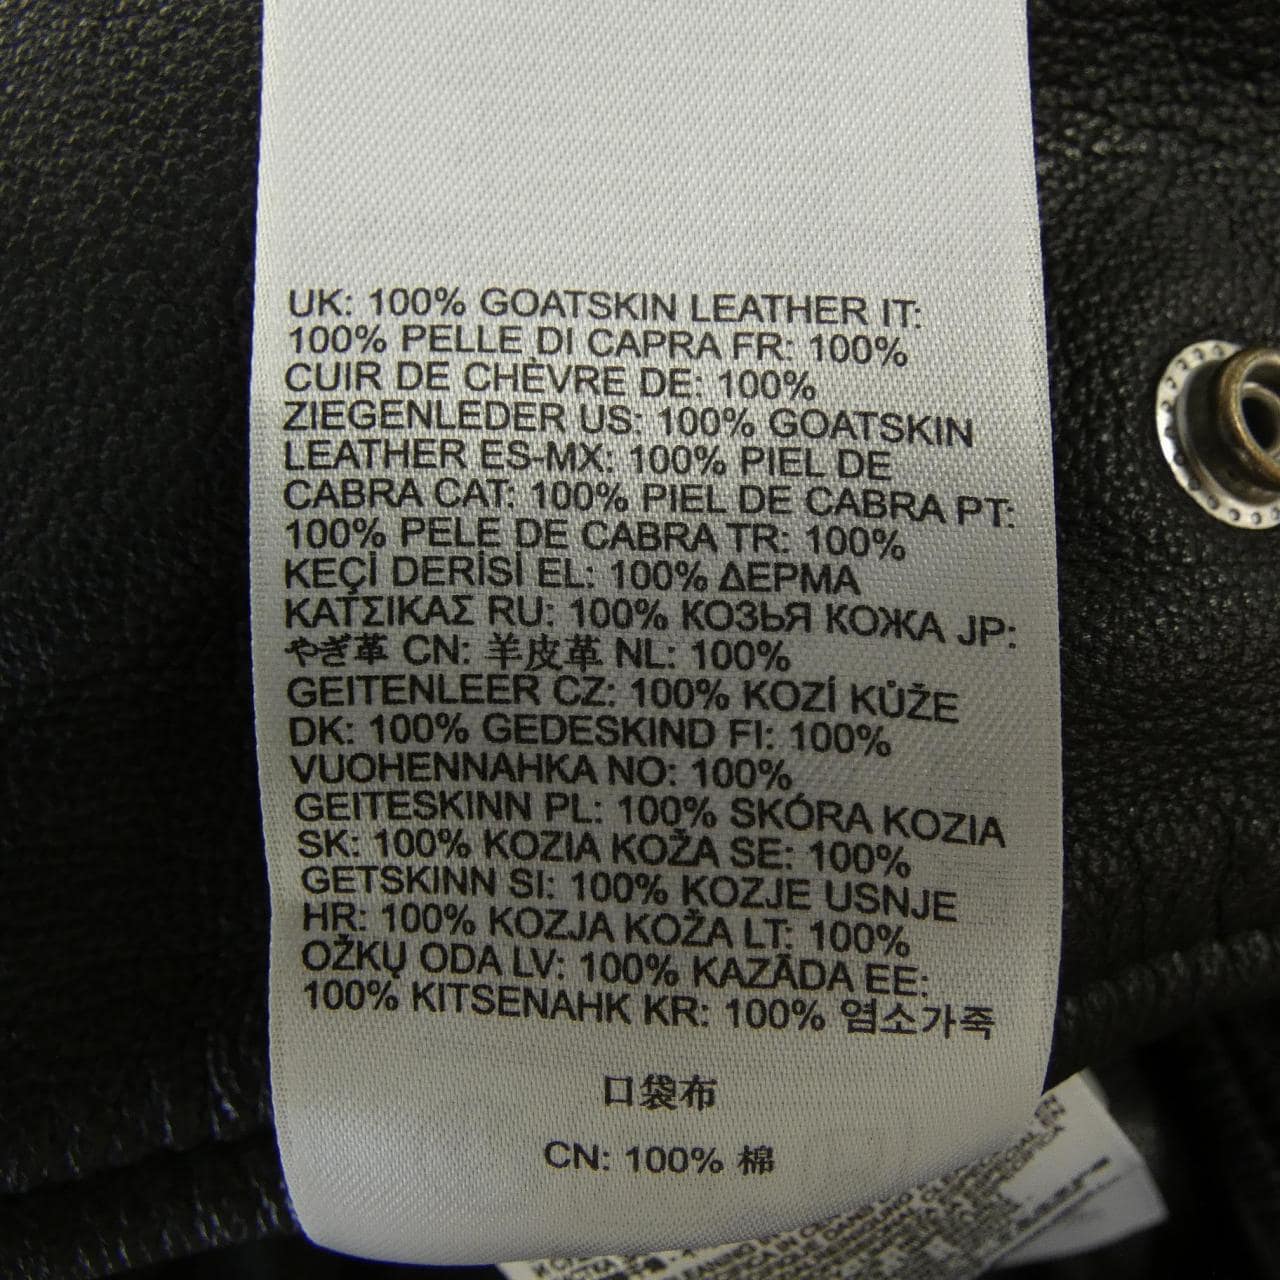 UK: 100% GOATSKIN LEATHER IT:
100% PELLE DI CAPRA FR: 100%
CUIR DE CHÈVRE DE: 100%
ZIEGENLEDER US: 100% GOATSKIN
LEATHER ES-MX: 100% PIEL DE
CABRA CAT: 100% PIEL DE CABRA PT:
100% PELE DE CABRA TR: 100%
KEÇİ DERİSİ EL: 100% ΔΕΡΜΑ
ΚΑΤΣΙΚΑΣ RU: 100% КОЗЬЯ КОЖА JP:
やぎ革 CN: 羊皮革 NL: 100%
GEITENLEER CZ: 100% KOZÍ KŮŽE
DK: 100% GEDESKIND FI: 100%
VUOHENNAHKA NO: 100%
GEITESKINN PL: 100% SKÓRA KOZIA
SK: 100% KOZIA KOŽA SE: 100%
GETSKINN SI: 100% KOZJE USNJE
HR: 100% KOZJA KOŽA LT: 100%
OŽKŲ ODA LV: 100% KAZĀDA EE:
100% KITSENAHK KR: 100% 염소가죽
口袋布
CN: 100% 棉